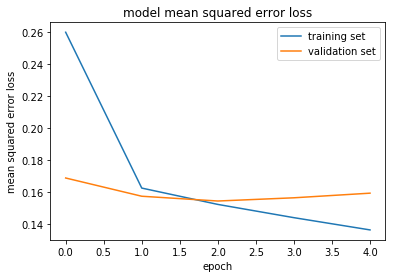 model mean squared error loss
training set
validation set
mean squared error loss
0.26
0.24
0.22
0.20
0.18
0.16
0.14
0.0 0.5 1.0 1.5 2.0 2.5 3.0 3.5 4.0
epoch